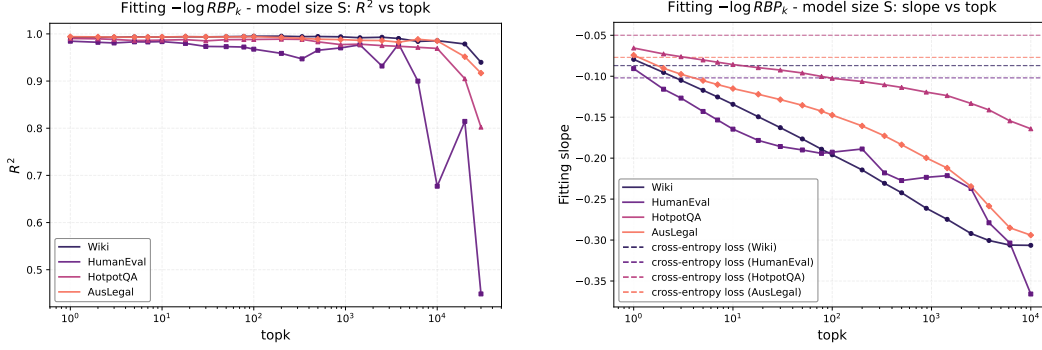 Fitting −log RBPₖ - model size S: R² vs topk
1.0
0.9
0.8
0.7
0.6
0.5
R²
Wiki
HumanEval
HotpotQA
AusLegal
10⁰
10¹
10²
10³
10⁴
topk
Fitting −log RBPₖ - model size S: slope vs topk
−0.05
−0.10
−0.15
−0.20
−0.25
−0.30
−0.35
Fitting slope
Wiki
HumanEval
HotpotQA
AusLegal
cross-entropy loss (Wiki)
cross-entropy loss (HumanEval)
cross-entropy loss (HotpotQA)
cross-entropy loss (AusLegal)
10⁰
10¹
10²
10³
10⁴
topk